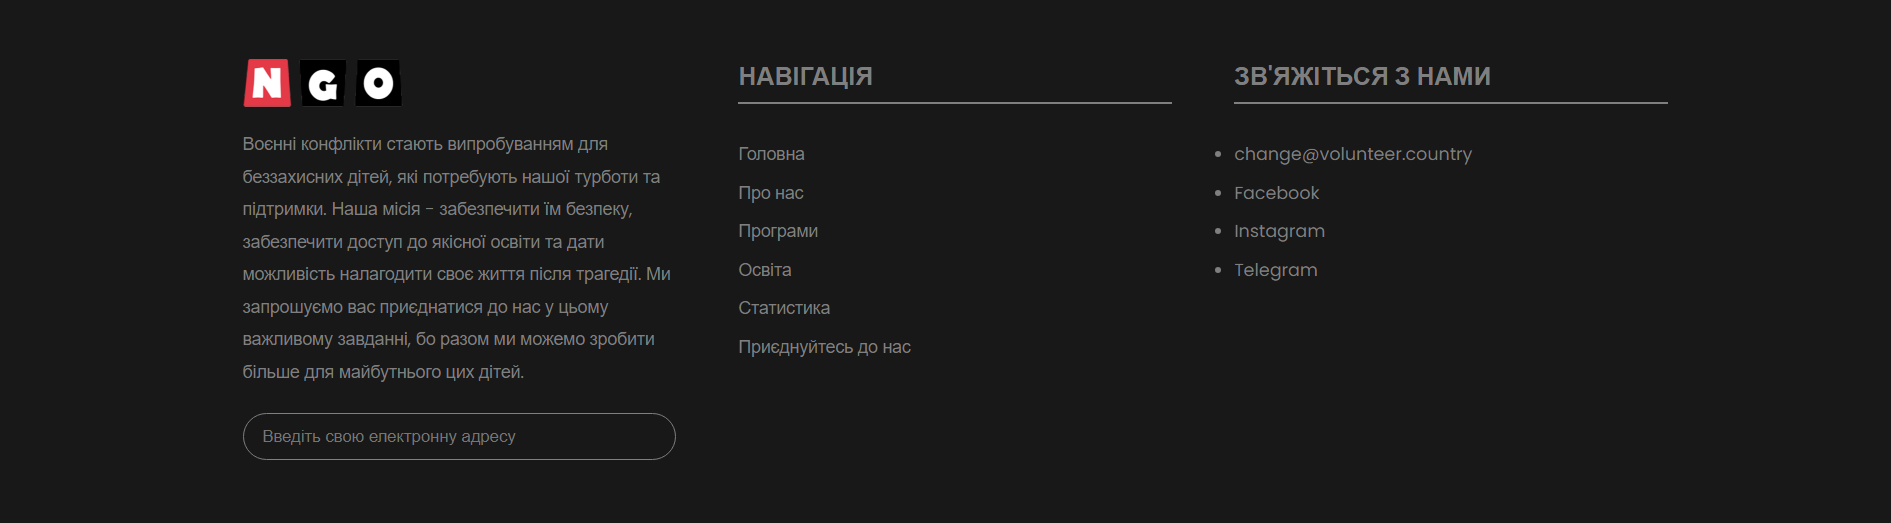 NGO
Воєнні конфлікти стають випробуванням для
беззахисних дітей, які потребують нашої турботи та
підтримки. Наша місія - забезпечити їм безпеку,
забезпечити доступ до якісної освіти та дати
можливість налагодити своє життя після трагедії. Ми
запрошуємо вас приєднатися до нас у цьому
важливому завданні, бо разом ми можемо зробити
більше для майбутнього цих дітей.
Введіть свою електронну адресу
НАВІГАЦІЯ
Головна
Про нас
Програми
Освіта
Статистика
Приєднуйтесь до нас
ЗВ'ЯЖІТЬСЯ З НАМИ
change@volunteer.country
Facebook
Instagram
Telegram